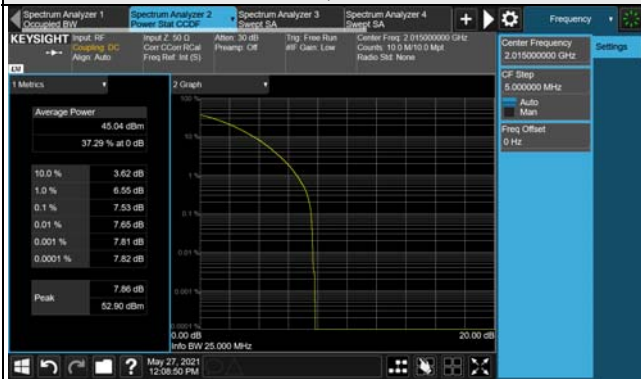 Spectrum Analyzer 1
Occupied BW
Spectrum Analyzer 2
Power Stat CCDF
Spectrum Analyzer 3
Swept SA
Spectrum Analyzer 4
Swept SA
Frequency
KEYSIGHT
Input: RF
Coupling: DC
Align: Auto
Input Z: 50 Ω
Corr CCorr RCal
Freq Ref: Int (S)
Atten: 30 dB
Preamp: Off
Trig: Free Run
#IF Gain: Low
Center Freq: 2.015000000 GHz
Counts: 10.0 M/10.0 Mpt
Radio Std: None
Center Frequency
2.015000000 GHz
Settings
CF Step
5.000000 MHz
Auto
Man
Freq Offset
0 Hz
1 Metrics
2 Graph
Average Power
45.04 dBm
37.29 % at 0 dB
10.0 % 3.62 dB
1.0 % 6.55 dB
0.1 % 7.53 dB
0.01 % 7.65 dB
0.001 % 7.81 dB
0.0001 % 7.82 dB
Peak
7.86 dB
52.90 dBm
100 %
10 %
1 %
0.1 %
0.01 %
0.001 %
0.0001 %
0.00 dB
20.00 dB
Info BW 25.000 MHz
May 27, 2021
12:08:50 PM